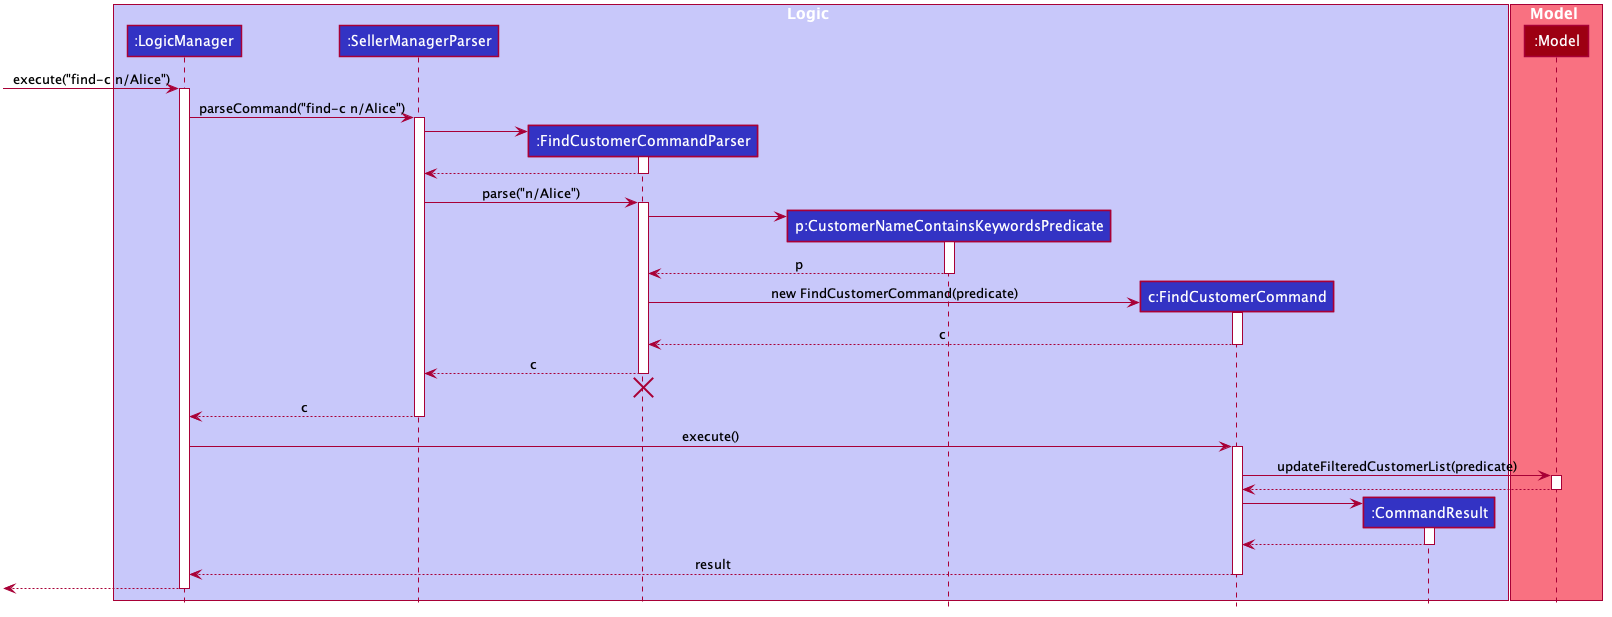 Logic
Model
:LogicManager
:SellerManagerParser
:Model
execute("find-c n/Alice")
parseCommand("find-c n/Alice")
:FindCustomerCommandParser
parse("n/Alice")
p:CustomerNameContainsKeywordsPredicate
p
new FindCustomerCommand(predicate)
c:FindCustomerCommand
c
c
c
execute()
updateFilteredCustomerList(predicate)
:CommandResult
result